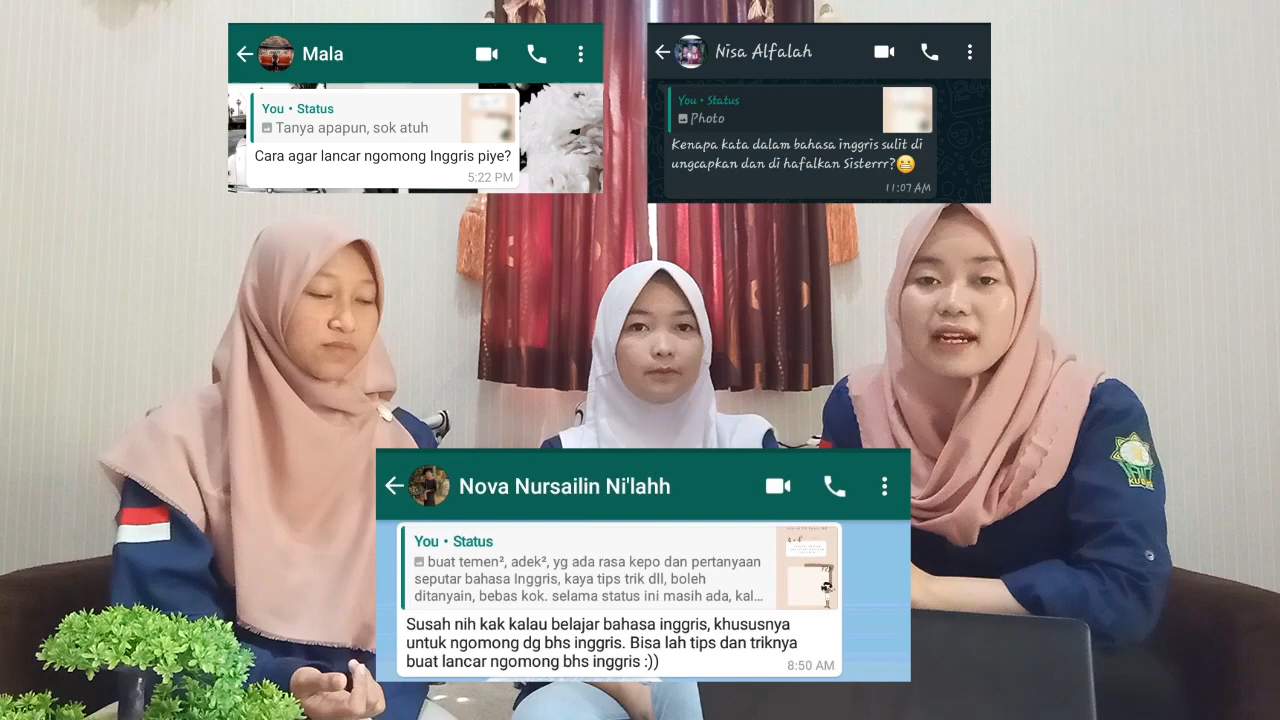 Mala
You • Status
Tanya apapun, sok atuh
Cara agar lancar ngomong Inggris piye?
5:22 PM
Nisa Alfalah
You • Status
Photo
Kenapa kata dalam bahasa inggris sulit di
ungcapkan dan di hafalkan Sisterrr?😁
11:07 AM
Nova Nursailin Ni'lahh
You • Status
buat temen², adek², yg ada rasa kepo dan pertanyaan
seputar bahasa Inggris, kaya tips trik dll, boleh
ditanyain, bebas kok. selama status ini masih ada, kal...
Susah nih kak kalau belajar bahasa inggris, khususnya
untuk ngomong dg bhs inggris. Bisa lah tips dan triknya
buat lancar ngomong bhs inggris :))
8:50 AM